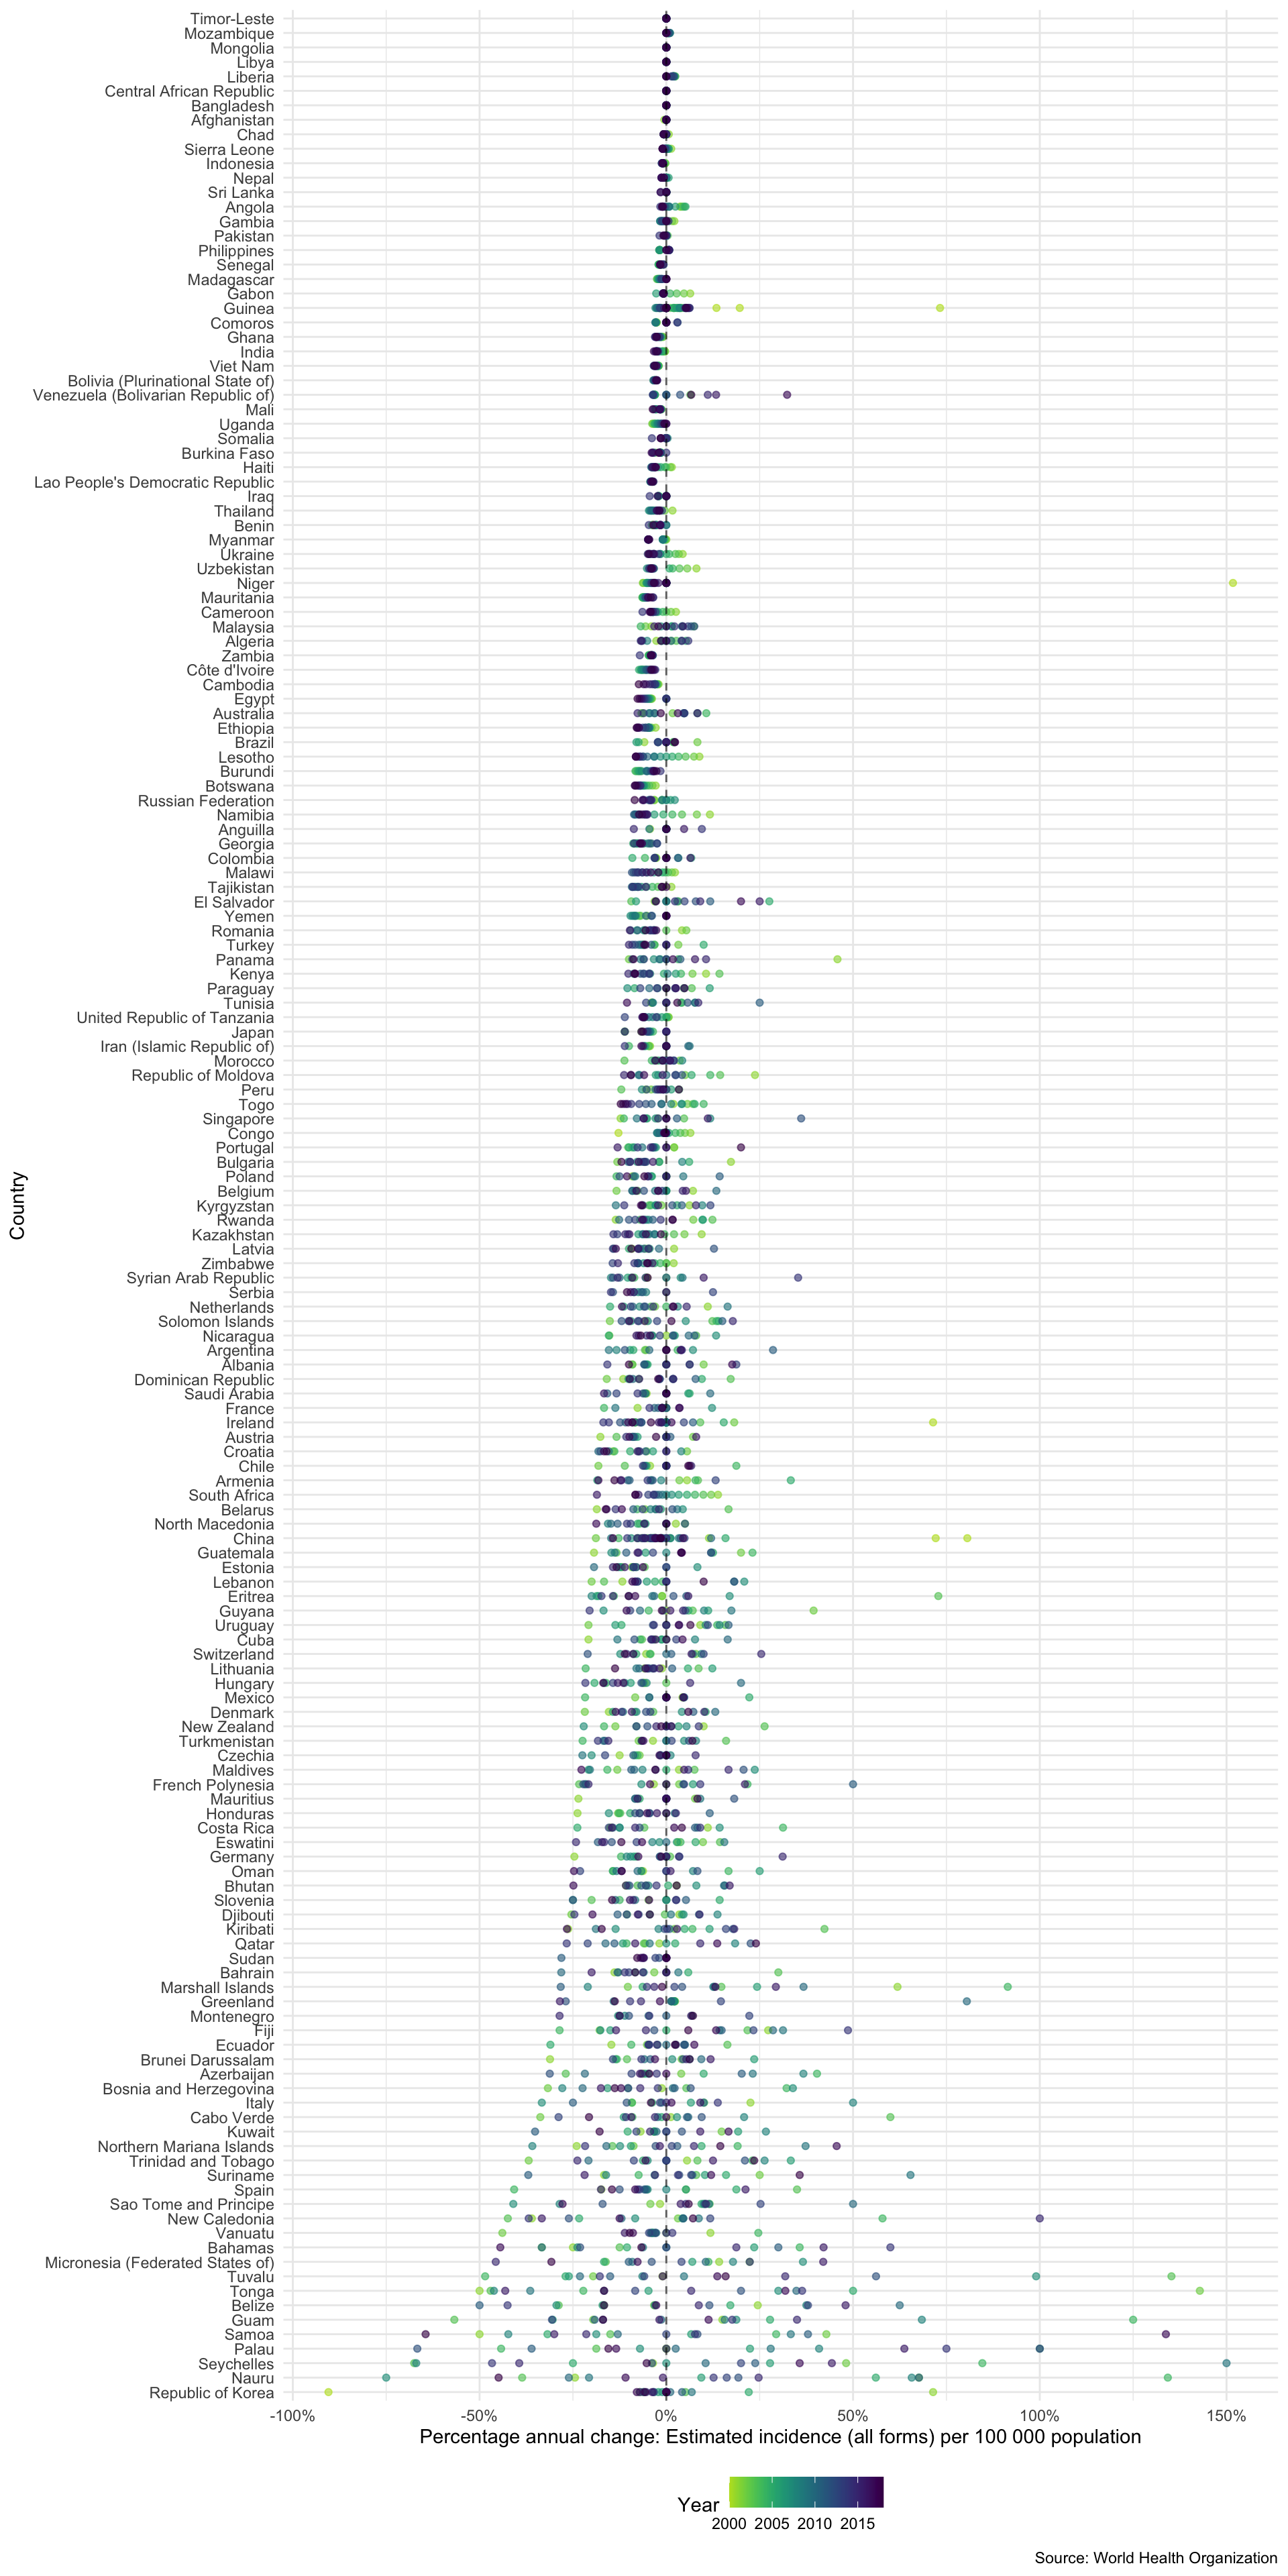 Timor-Leste
Mozambique
Mongolia
Libya
Liberia
Central African Republic
Bangladesh
Afghanistan
Chad
Sierra Leone
Indonesia
Nepal
Sri Lanka
Angola
Gambia
Pakistan
Philippines
Senegal
Madagascar
Gabon
Guinea
Comoros
Ghana
India
Viet Nam
Bolivia (Plurinational State of)
Venezuela (Bolivarian Republic of)
Mali
Uganda
Somalia
Burkina Faso
Haiti
Lao People's Democratic Republic
Iraq
Thailand
Benin
Myanmar
Ukraine
Uzbekistan
Niger
Mauritania
Cameroon
Malaysia
Algeria
Zambia
Côte d'Ivoire
Cambodia
Egypt
Australia
Ethiopia
Brazil
Lesotho
Burundi
Botswana
Russian Federation
Namibia
Anguilla
Georgia
Colombia
Malawi
Tajikistan
El Salvador
Yemen
Romania
Turkey
Panama
Kenya
Paraguay
Tunisia
United Republic of Tanzania
Japan
Iran (Islamic Republic of)
Morocco
Republic of Moldova
Peru
Togo
Singapore
Congo
Portugal
Bulgaria
Poland
Belgium
Kyrgyzstan
Rwanda
Kazakhstan
Latvia
Zimbabwe
Syrian Arab Republic
Serbia
Netherlands
Solomon Islands
Nicaragua
Argentina
Albania
Dominican Republic
Saudi Arabia
France
Ireland
Austria
Croatia
Chile
Armenia
South Africa
Belarus
North Macedonia
China
Guatemala
Estonia
Lebanon
Eritrea
Guyana
Uruguay
Cuba
Switzerland
Lithuania
Hungary
Mexico
Denmark
New Zealand
Turkmenistan
Czechia
Maldives
French Polynesia
Mauritius
Honduras
Costa Rica
Eswatini
Germany
Oman
Bhutan
Slovenia
Djibouti
Kiribati
Qatar
Sudan
Bahrain
Marshall Islands
Greenland
Montenegro
Fiji
Ecuador
Brunei Darussalam
Azerbaijan
Bosnia and Herzegovina
Italy
Cabo Verde
Kuwait
Northern Mariana Islands
Trinidad and Tobago
Suriname
Spain
Sao Tome and Principe
New Caledonia
Vanuatu
Bahamas
Micronesia (Federated States of)
Tuvalu
Tonga
Belize
Guam
Samoa
Palau
Seychelles
Nauru
Republic of Korea
Country
-100% -50% 0% 50% 100% 150%
Percentage annual change: Estimated incidence (all forms) per 100 000 population
Year
2000 2005 2010 2015
Source: World Health Organization